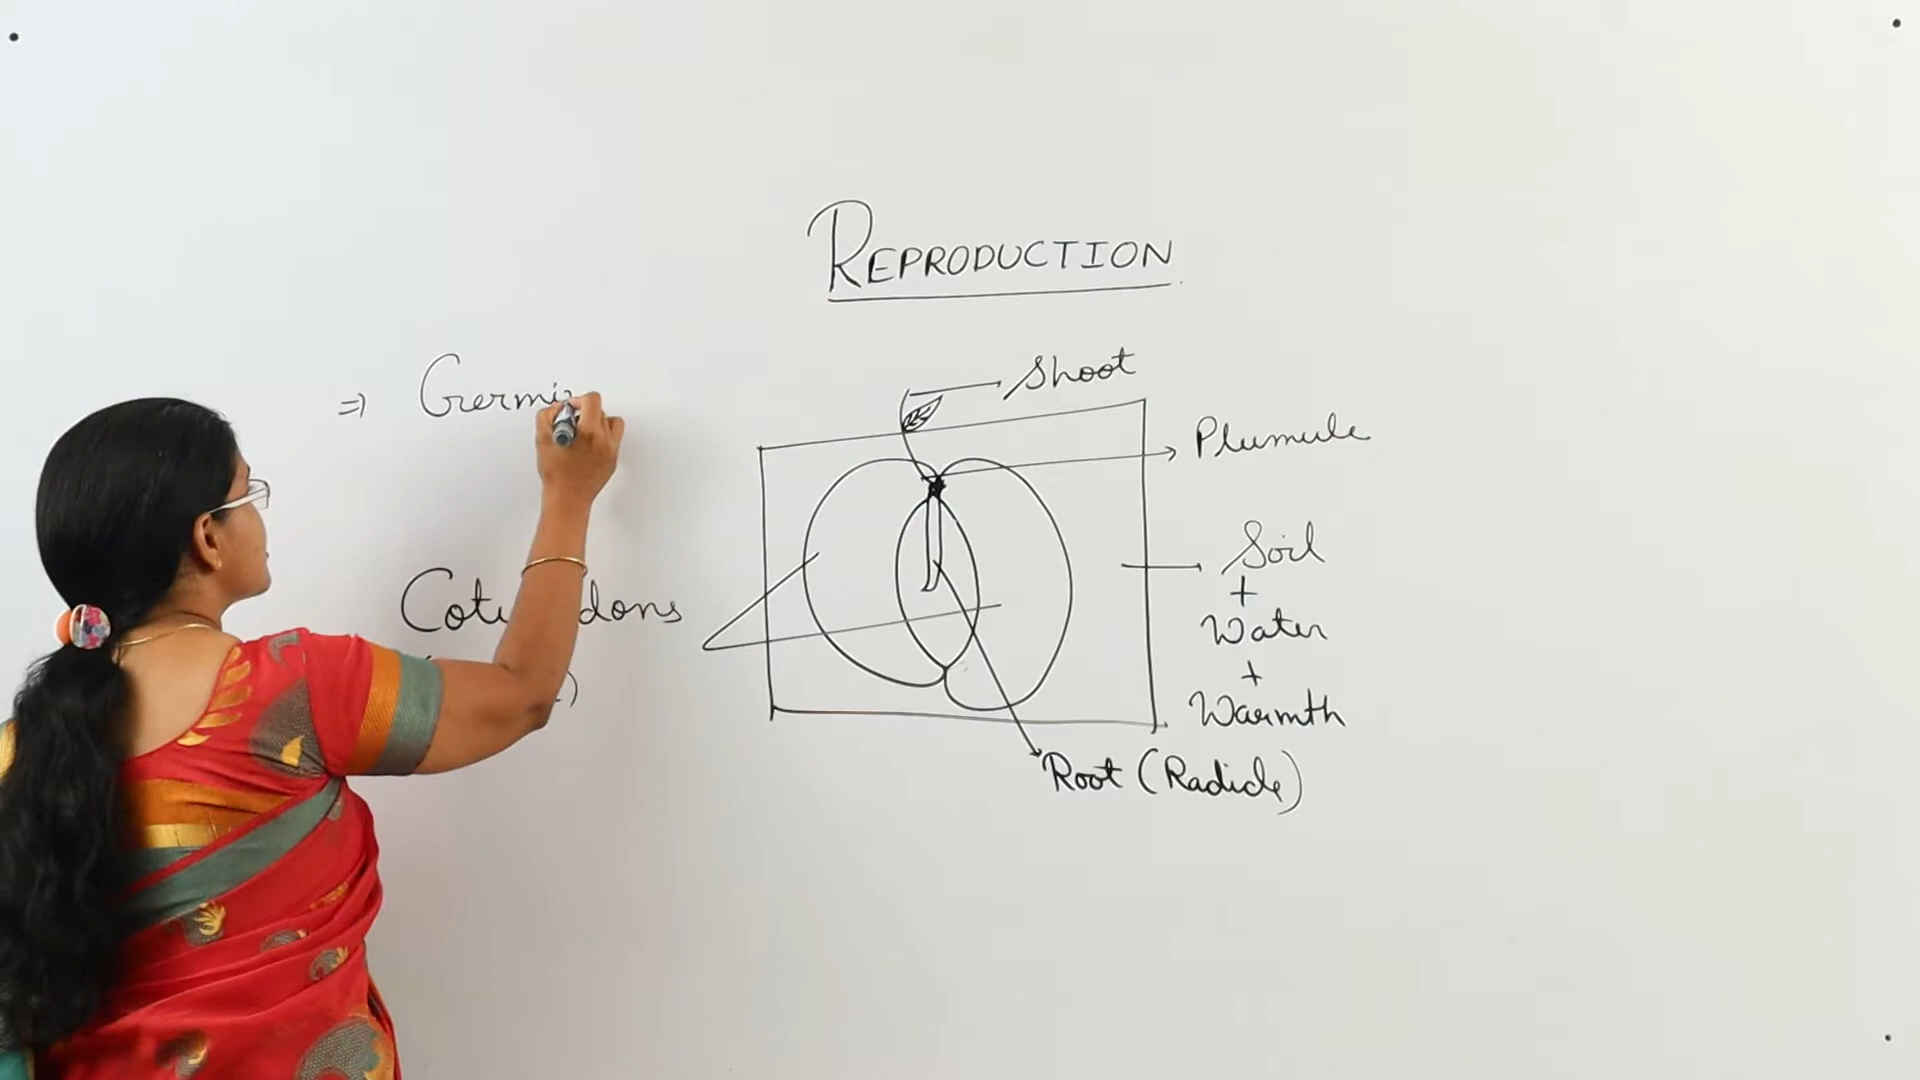 REPRODUCTION
Shoot
⇒ Germi
Plumule
Soil
+
Water
+
Warmth
Root (Radicle)